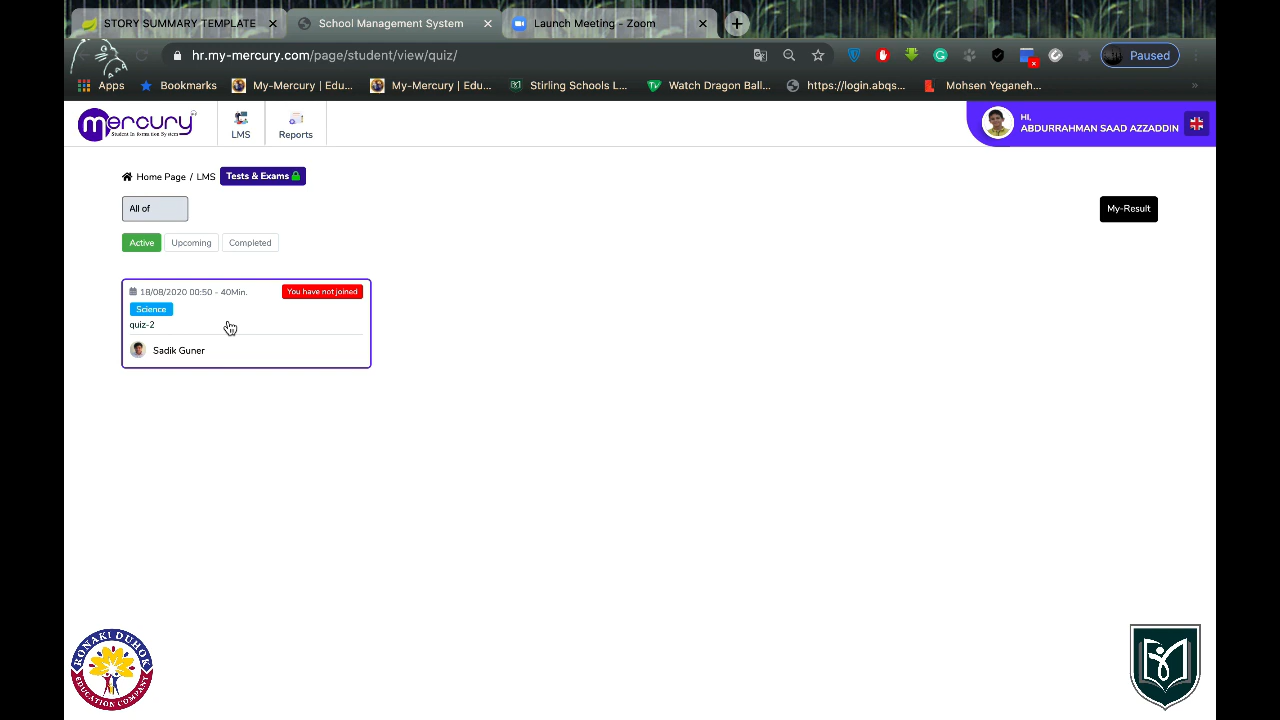 STORY SUMMARY TEMPLATE
School Management System
Launch Meeting - Zoom
hr.my-mercury.com/page/student/view/quiz/
Paused
Apps
Bookmarks
My-Mercury | Edu...
My-Mercury | Edu...
Stirling Schools L...
Watch Dragon Ball...
https://login.abqs...
Mohsen Yeganeh...
mercury
Student Information System
LMS
Reports
HI,
ABDURRAHMAN SAAD AZZADDIN
Home Page / LMS Tests & Exams
All of
My-Result
Active Upcoming Completed
18/08/2020 00:50 - 40Min. You have not joined
Science
quiz-2
Sadik Guner
RONAKI DUHOK
EDUCATION COMPANY